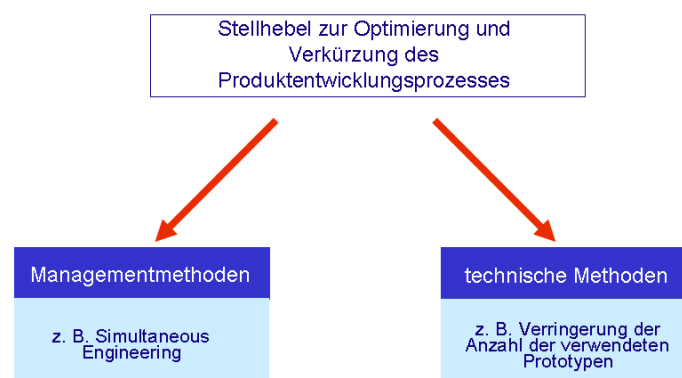 Stellhebel zur Optimierung und
Verkürzung des
Produktentwicklungsprozesses
Managementmethoden
z. B. Simultaneous
Engineering
technische Methoden
z. B. Verringerung der
Anzahl der verwendeten
Prototypen